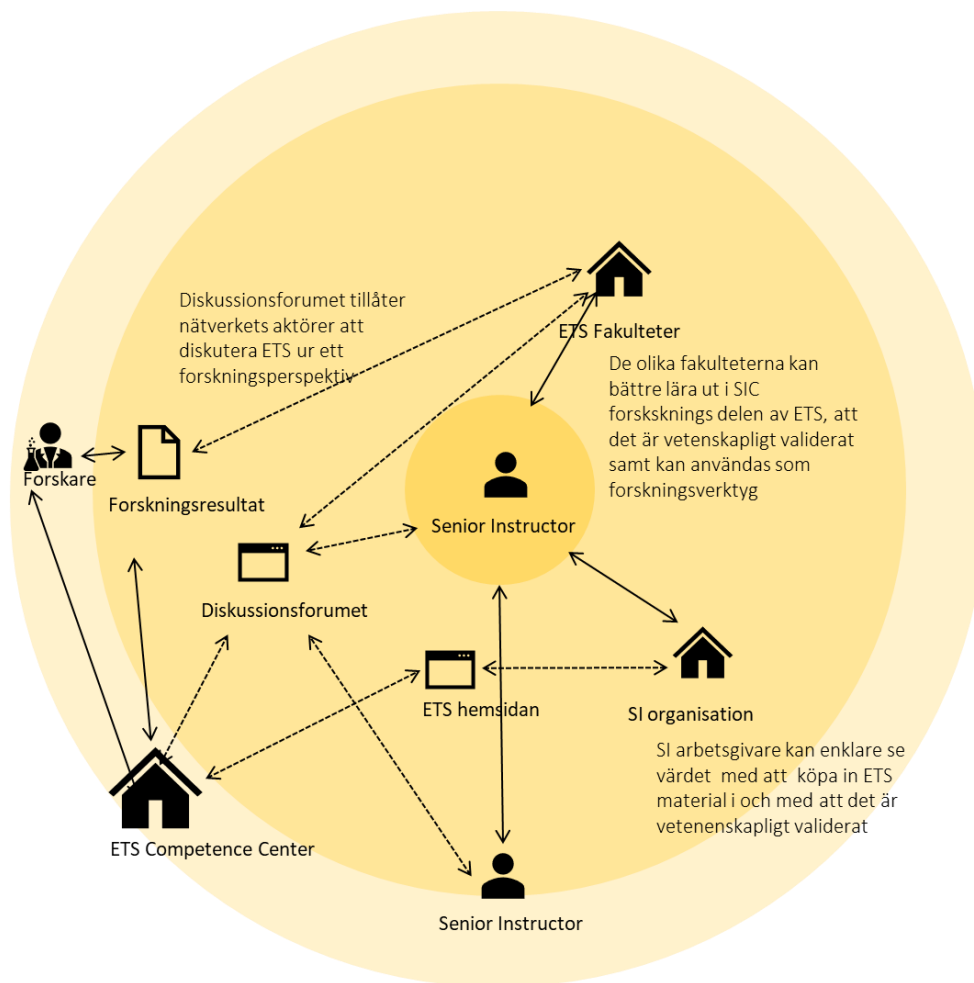 Diskussionsforumet tillåter
nätverkets aktörer att
diskutera ETS ur ett
forskningsperspektiv
ETS Fakulteter
De olika fakulteterna kan
bättre lära ut i SIC
forsksknings delen av ETS, att
det är vetenskapligt validerat
samt kan användas som
forskningsverktyg
Forskare
Forskningsresultat
Senior Instructor
Diskussionsforumet
ETS hemsidan
SI organisation
SI arbetsgivare kan enklare se
värdet med att köpa in ETS
material i och med att det är
vetenenskapligt validerat
ETS Competence Center
Senior Instructor